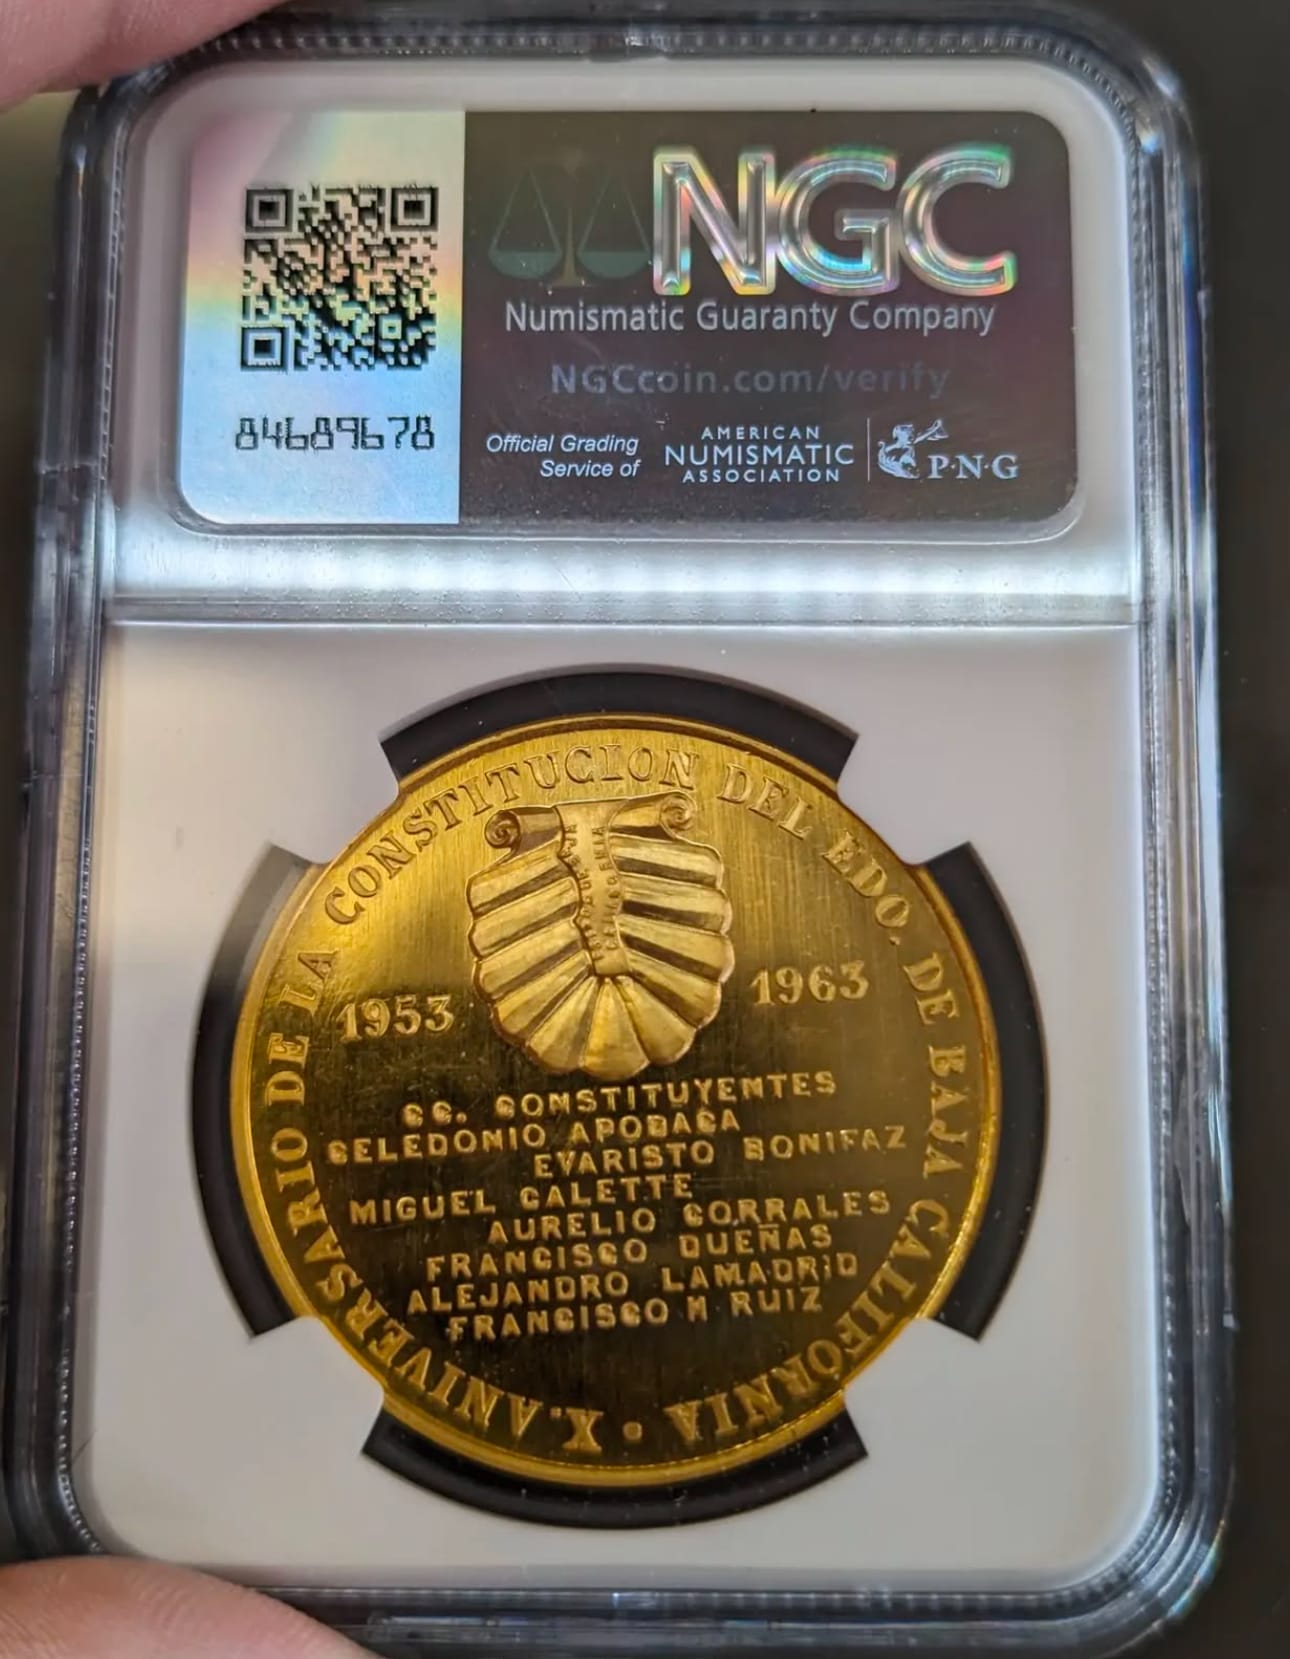 NGC
Numismatic Guaranty Company
NGCcoin.com/verify
84689678
Official Grading
Service of
AMERICAN
NUMISMATIC
ASSOCIATION
P·N·G
X. ANIVERSARIO DE LA CONSTITUCION DEL EDO. DE BAJA CALIFORNIA •
CALIFORNIA
1953
1963
CC. CONSTITUYENTES
CELEDONIO APODACA
EVARISTO BONIFAZ
MIGUEL CALETTE
AURELIO CORRALES
FRANCISCO DUEÑAS
ALEJANDRO LAMADRID
FRANCISCO M RUIZ